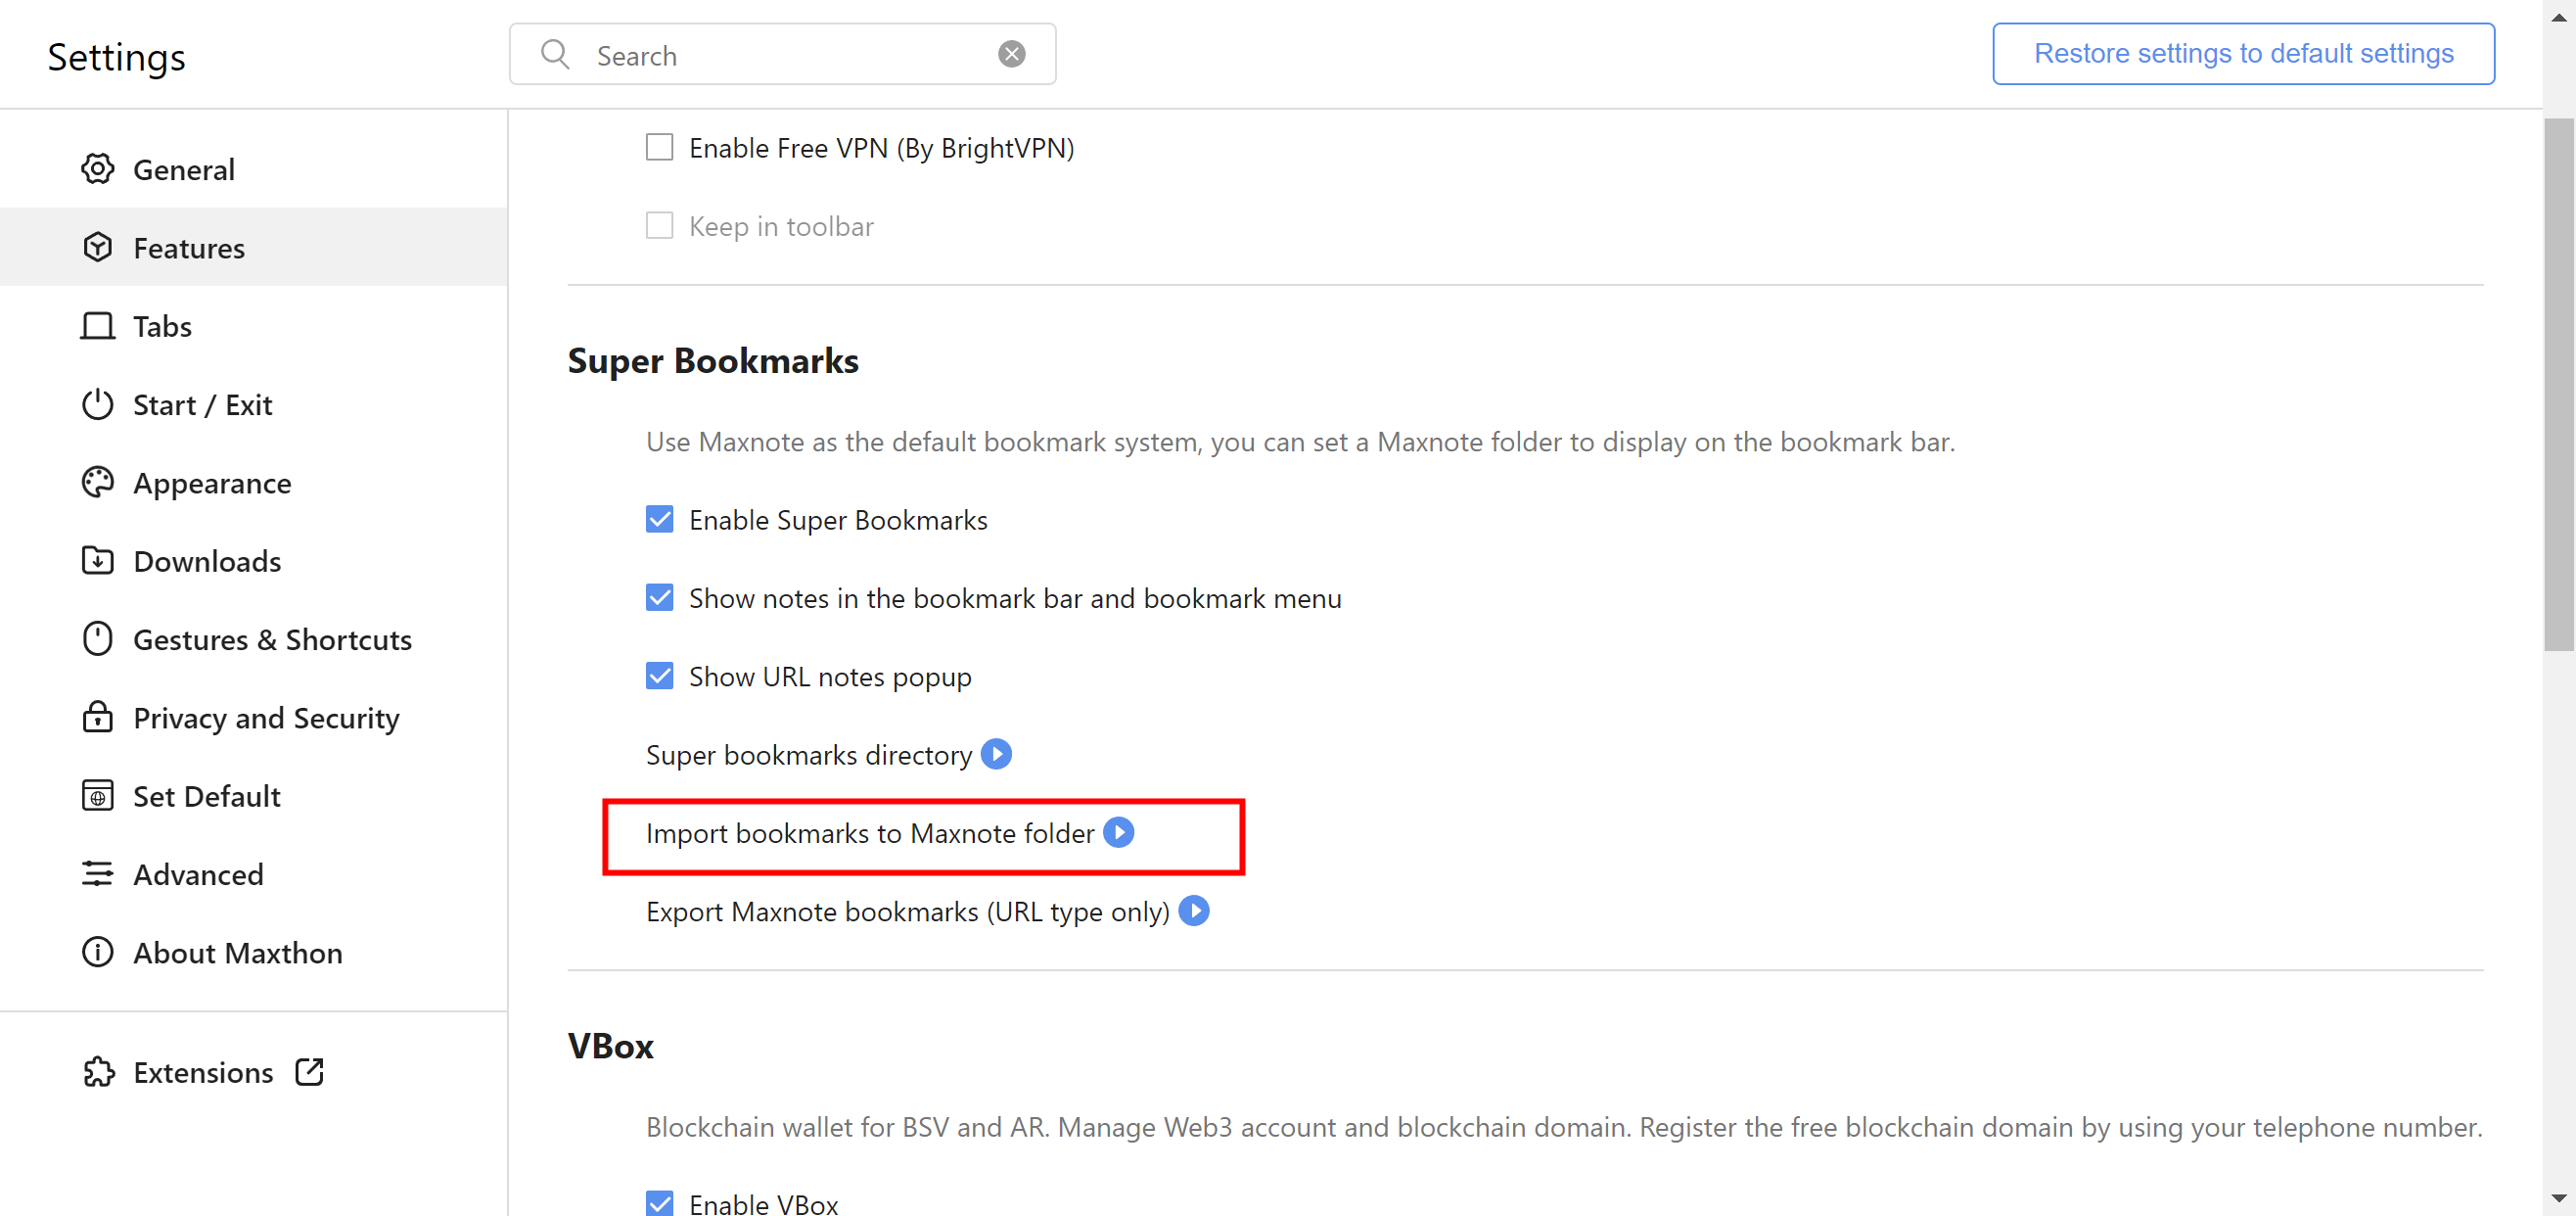 Settings
Search
Restore settings to default settings
General
Features
Tabs
Start / Exit
Appearance
Downloads
Gestures & Shortcuts
Privacy and Security
Set Default
Advanced
About Maxthon
Extensions
Enable Free VPN (By BrightVPN)
Keep in toolbar
Super Bookmarks
Use Maxnote as the default bookmark system, you can set a Maxnote folder to display on the bookmark bar.
Enable Super Bookmarks
Show notes in the bookmark bar and bookmark menu
Show URL notes popup
Super bookmarks directory
Import bookmarks to Maxnote folder
Export Maxnote bookmarks (URL type only)
VBox
Blockchain wallet for BSV and AR. Manage Web3 account and blockchain domain. Register the free blockchain domain by using your telephone number.
Enable VBox